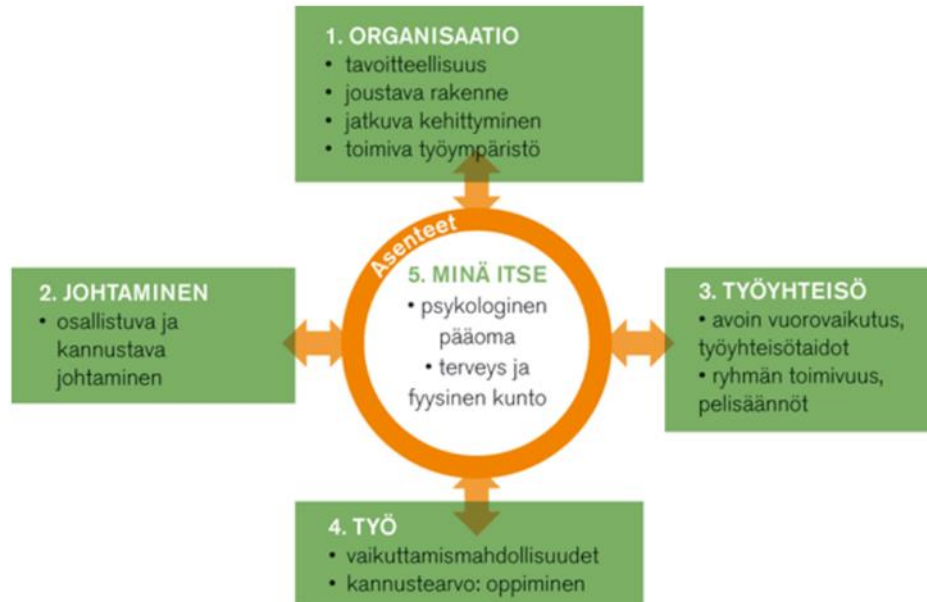 1. ORGANISAATIO
• tavoitteellisuus
• joustava rakenne
• jatkuva kehittyminen
• toimiva työympäristö
Asenteet
2. JOHTAMINEN
• osallistuva ja
kannustava
johtaminen
5. MINÄ ITSE
• psykologinen
pääoma
• terveys ja
fyysinen kunto
3. TYÖYHTEISÖ
• avoin vuorovaikutus,
työyhteisötaidot
• ryhmän toimivuus,
pelisäännöt
4. TYÖ
• vaikuttamismahdollisuudet
• kannustearvo: oppiminen